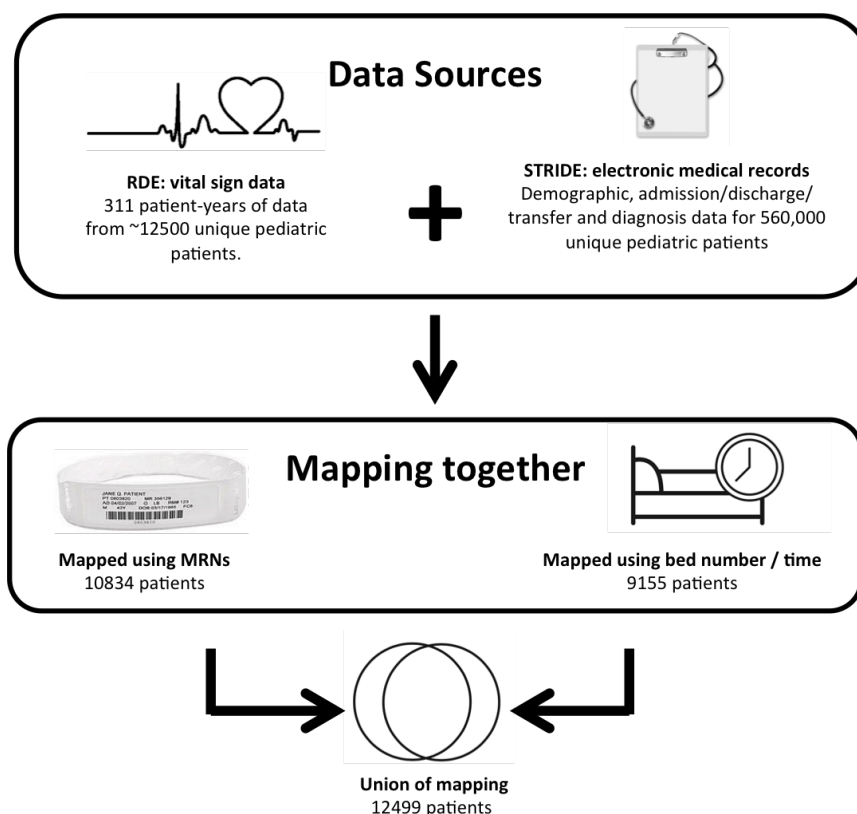 Data Sources
RDE: vital sign data
311 patient-years of data
from ~12500 unique pediatric
patients.
STRIDE: electronic medical records
Demographic, admission/discharge/
transfer and diagnosis data for 560,000
unique pediatric patients
Mapping together
JANE Q. PATIENT
Mapped using MRNs
10834 patients
Mapped using bed number / time
9155 patients
Union of mapping
12499 patients